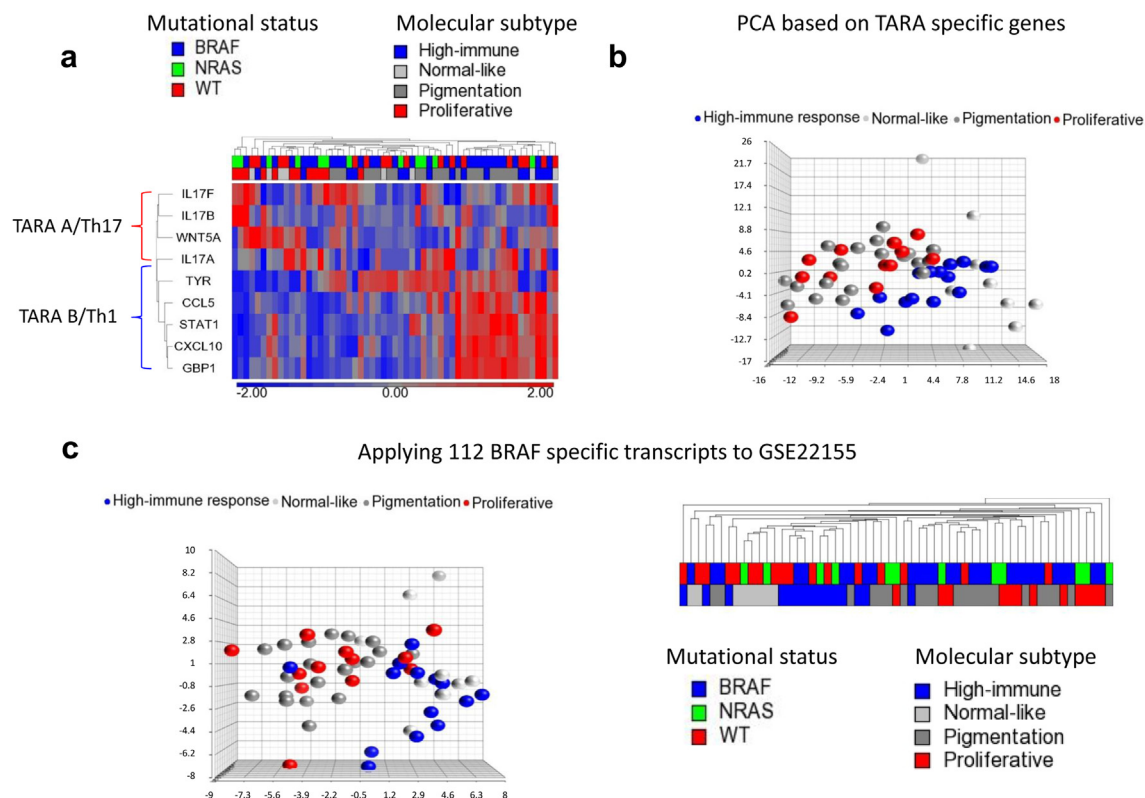 Mutational status
BRAF
NRAS
WT
Molecular subtype
High-immune
Normal-like
Pigmentation
Proliferative
a
TARA A/Th17
TARA B/Th1
IL17F
IL17B
WNT5A
IL17A
TYR
CCL5
STAT1
CXCL10
GBP1
-2.00 0.00 2.00
PCA based on TARA specific genes
b
High-immune response Normal-like Pigmentation Proliferative
26
21.7
17.4
12.1
8.8
4.6
0.2
-4.1
-8.4
-12.7
-17
-16 -12 -9.2 -5.9 -2.4 1 4.4 7.8 11.2 14.6 18
c
Applying 112 BRAF specific transcripts to GSE22155
High-immune response Normal-like Pigmentation Proliferative
10
8.2
6.4
4.6
2.8
1
-0.8
-2.6
-4.4
-6.2
-8
-9 -7.3 -5.6 -3.9 -2.2 -0.5 1.2 2.9 4.6 6.3 8
Mutational status
BRAF
NRAS
WT
Molecular subtype
High-immune
Normal-like
Pigmentation
Proliferative